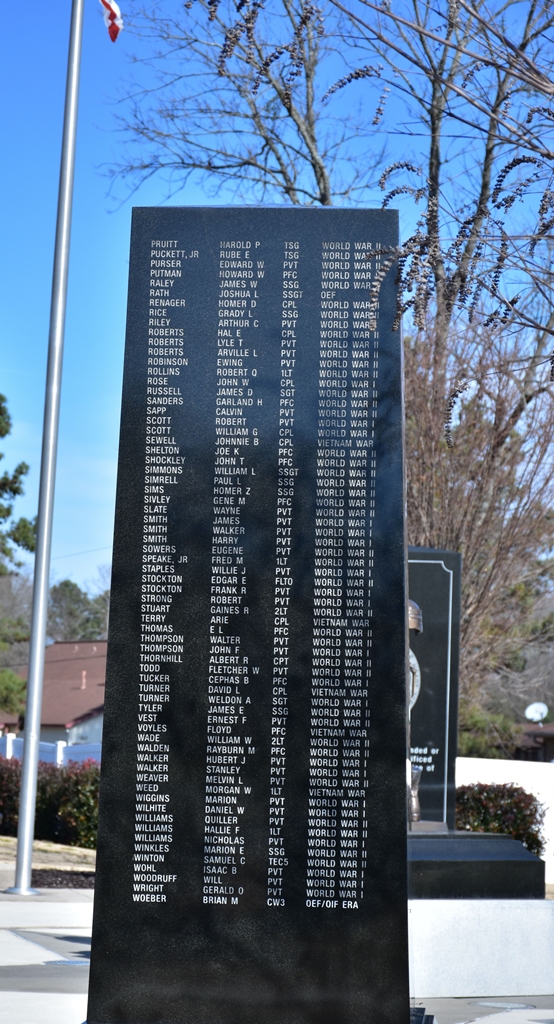 PRUITT HAROLD P TSG WORLD WAR II
PUCKETT, JR RUBE E TSG WORLD WAR II
PURSER EDWARD W PVT WORLD WAR II
PUTMAN HOWARD W PFC WORLD WAR II
RALEY JAMES W SSG WORLD WAR II
RATH JOSHUA L SSGT OEF
RENAGER HOMER D CPL WORLD WAR II
RICE GRADY L SSG WORLD WAR II
RILEY ARTHUR C PVT WORLD WAR II
ROBERTS HAL E CPL WORLD WAR II
ROBERTS LYLE T PVT WORLD WAR II
ROBERTS ARVILLE L PVT WORLD WAR II
ROBINSON EWING PVT WORLD WAR I
ROLLINS ROBERT Q 1LT WORLD WAR II
ROSE JOHN W CPL WORLD WAR I
RUSSELL JAMES D SGT WORLD WAR II
SANDERS GARLAND H PFC WORLD WAR II
SAPP CALVIN PVT WORLD WAR I
SCOTT ROBERT PVT WORLD WAR I
SCOTT WILLIAM G CPL WORLD WAR II
SEWELL JOHNNIE B CPL VIETNAM WAR
SHELTON JOE K PFC WORLD WAR II
SHOCKLEY JOHN T PFC WORLD WAR II
SIMMONS WILLIAM L SSGT WORLD WAR II
SIMRELL PAUL L SSG WORLD WAR II
SIMS HOMER Z SSG WORLD WAR II
SIVLEY GENE M PFC WORLD WAR II
SLATE WAYNE PVT WORLD WAR II
SMITH JAMES PVT WORLD WAR I
SMITH WALKER PVT WORLD WAR I
SMITH HARRY PVT WORLD WAR I
SOWERS EUGENE PVT WORLD WAR II
SPEAKE, JR FRED M 1LT WORLD WAR II
STAPLES WILLIE J PVT WORLD WAR I
STOCKTON EDGAR E FLTO WORLD WAR II
STOCKTON FRANK R PVT WORLD WAR II
STRONG ROBERT PVT WORLD WAR I
STUART GAINES R 2LT WORLD WAR II
TERRY ARIE CPL VIETNAM WAR
THOMAS E L PFC WORLD WAR II
THOMPSON WALTER PVT WORLD WAR II
THOMPSON JOHN F PVT WORLD WAR I
THORNHILL ALBERT R CPT WORLD WAR II
TODD FLETCHER W PVT WORLD WAR I
TUCKER CEPHAS B PFC WORLD WAR I
TURNER DAVID L CPL VIETNAM WAR
TURNER WELDON A SGT WORLD WAR II
TYLER JAMES E SSG WORLD WAR II
VEST ERNEST F PVT WORLD WAR I
VOYLES FLOYD PVT VIETNAM WAR
WADE WILLIAM W 2LT WORLD WAR II
WALDEN RAYBURN M PFC WORLD WAR II
WALKER HUBERT J PVT WORLD WAR II
WALKER STANLEY PVT WORLD WAR I
WEAVER MELVIN L PVT WORLD WAR II
WEED MORGAN W 1LT VIETNAM WAR
WIGGINS MARION PVT WORLD WAR I
WILHITE DANIEL W PVT WORLD WAR I
WILLIAMS QUILLER PVT WORLD WAR I
WILLIAMS HALLIE F 1LT WORLD WAR II
WILLIAMS NICHOLAS PVT WORLD WAR I
WINKLES MARION E SSG WORLD WAR II
WINTON SAMUEL C TEC5 WORLD WAR II
WOHL ISAAC B PVT WORLD WAR I
WOODRUFF WILL PVT WORLD WAR I
WRIGHT GERALD O PVT WORLD WAR I
WOEBER BRIAN M CW3 OEF/OIF ERA